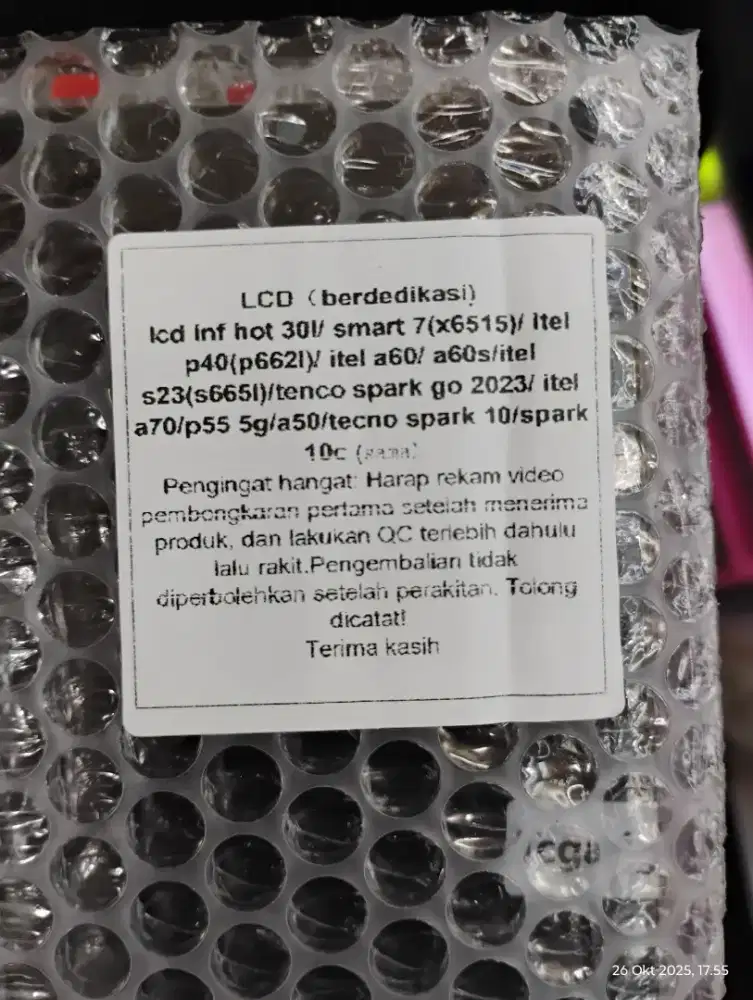 LCD (berdedikasi)
lcd inf hot 30I/ smart 7(x6515)/ itel
p40(p662l)/ itel a60/ a60s/itel
s23(s665l)/tenco spark go 2023/ itel
a70/p55 5g/a50/tecno spark 10/spark
10c (sama)
Pengingat hangat: Harap rekam video
pembongkaran pertama setelah menerima
produk, dan lakukan QC terlebih dahulu
lalu rakit.Pengembalian tidak
diperbolehkan setelah perakitan. Tolong
dicatat!
Terima kasih
26 Okt 2025, 17.55